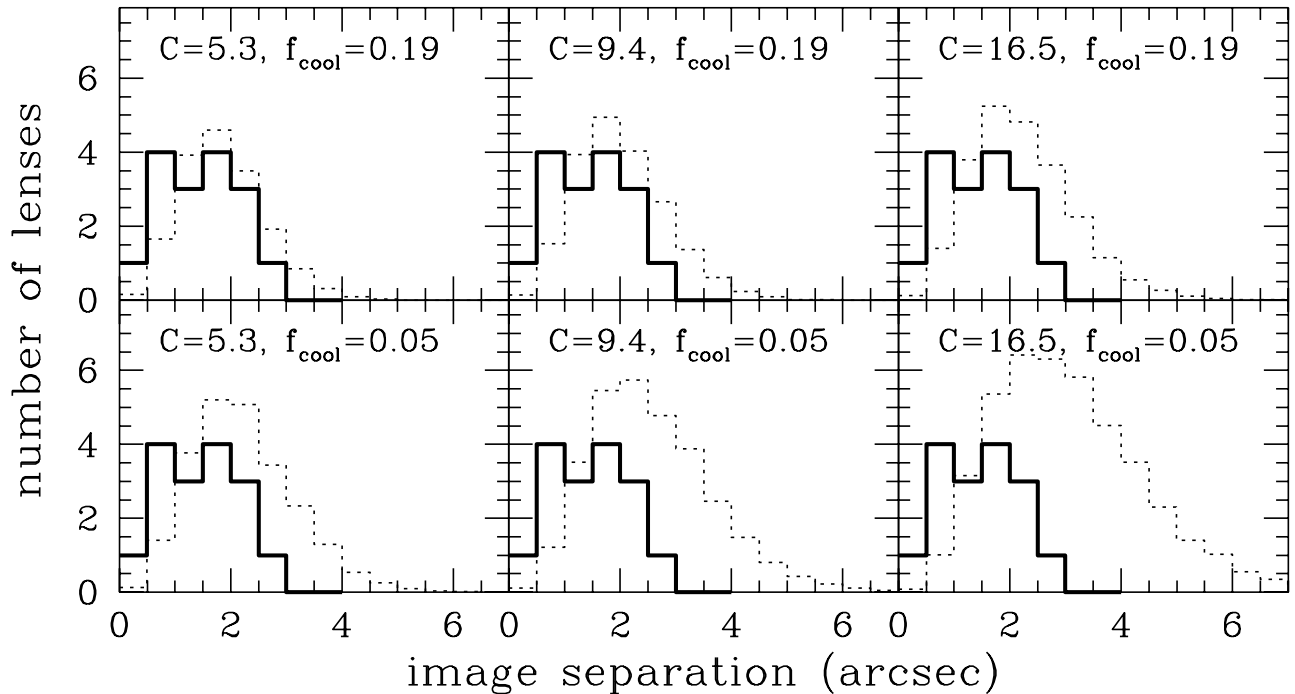 number of lenses
C=5.3, f_cool=0.19
C=9.4, f_cool=0.19
C=16.5, f_cool=0.19
6
4
2
0
C=5.3, f_cool=0.05
C=9.4, f_cool=0.05
C=16.5, f_cool=0.05
6
4
2
0
0 2 4 6 0 2 4 6 0 2 4 6
image separation (arcsec)